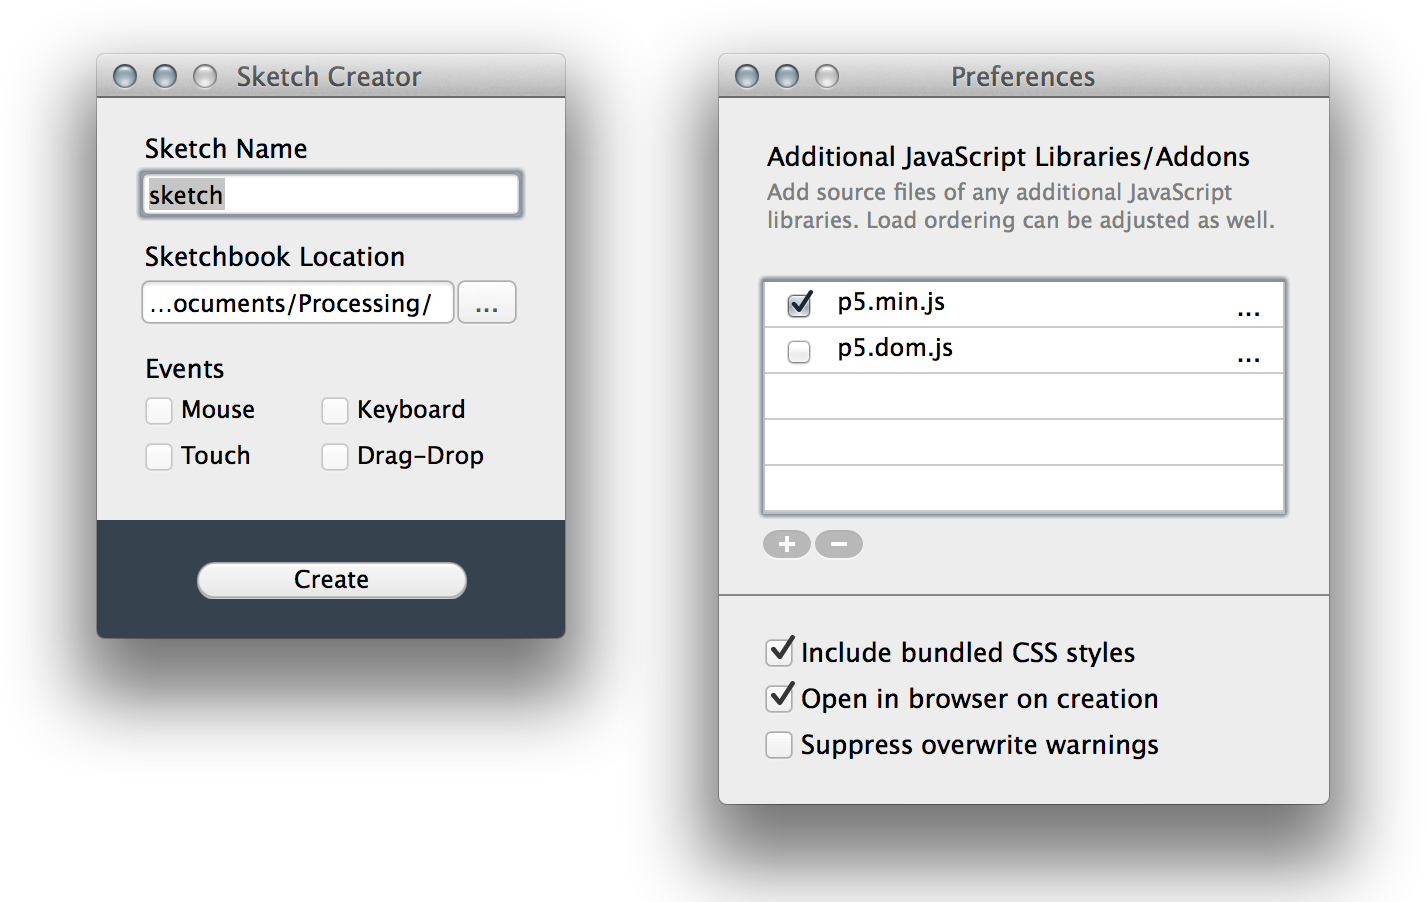 Sketch Creator
Sketch Name
sketch
Sketchbook Location
...ocuments/Processing/
...
Events
Mouse
Keyboard
Touch
Drag-Drop
Create
Preferences
Additional JavaScript Libraries/Addons
Add source files of any additional JavaScript
libraries. Load ordering can be adjusted as well.
p5.min.js
...
p5.dom.js
...
Include bundled CSS styles
Open in browser on creation
Suppress overwrite warnings